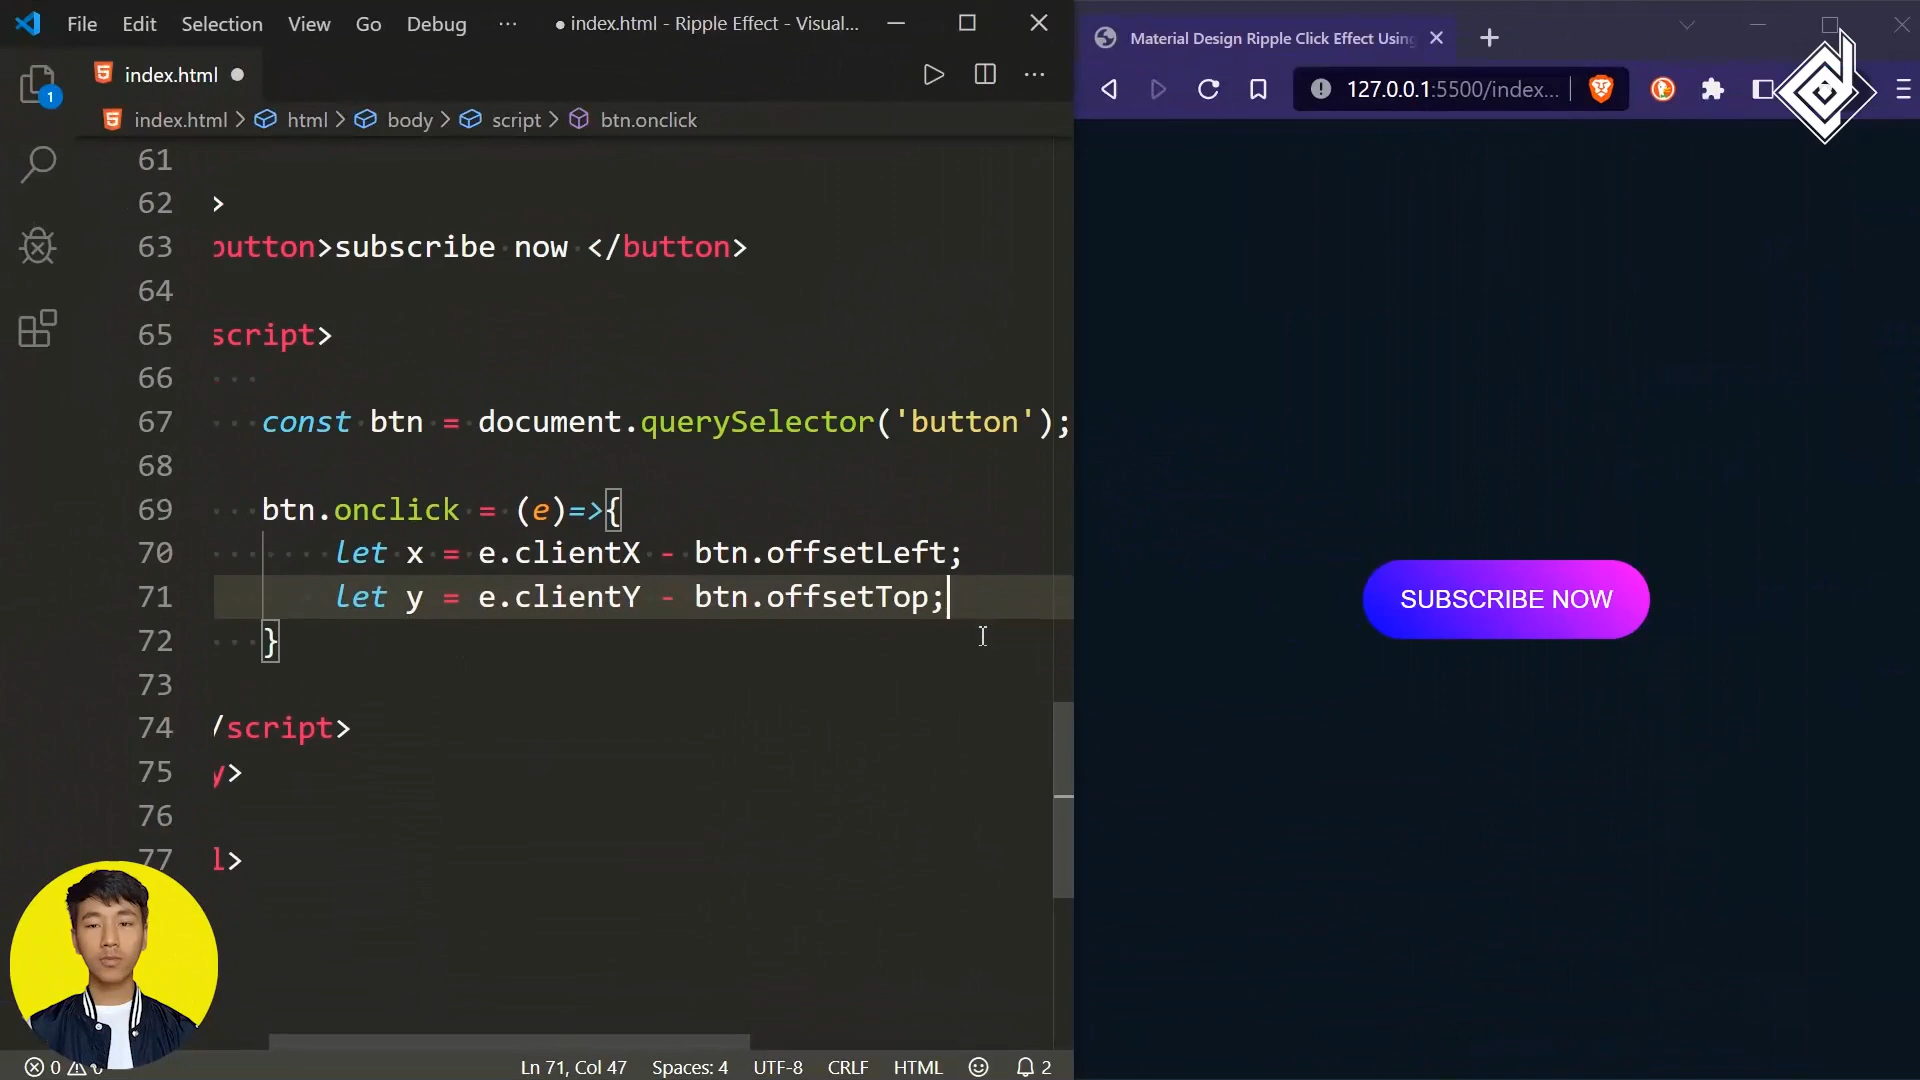 File Edit Selection View Go Debug ··· ● index.html - Ripple Effect - Visual...
index.html ●
index.html > html > body > script > btn.onclick
61
62 >
63 button>subscribe now </button>
64
65 script>
66
67 const btn = document.querySelector('button');
68
69 btn.onclick = (e)=>{
70 let x = e.clientX - btn.offsetLeft;
71 let y = e.clientY - btn.offsetTop;
72 }
73
74 /script>
75 y>
76
77 l>
0
Ln 71, Col 47 Spaces: 4 UTF-8 CRLF HTML 2
1
Material Design Ripple Click Effect Using
127.0.0.1:5500/index...
SUBSCRIBE NOW